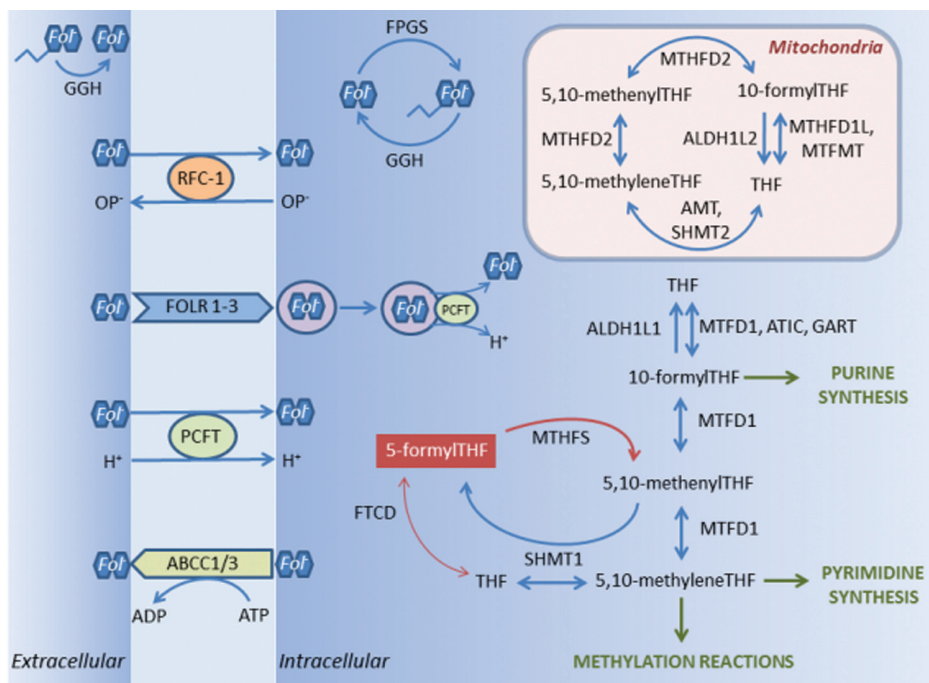 Fol
Fol
GGH
FPGS
Fol
Fol
GGH
Mitochondria
MTHFD2
5,10-methenylTHF
10-formylTHF
MTHFD2
ALDH1L2
MTHFD1L,
MTFMT
5,10-methyleneTHF
THF
AMT,
SHMT2
Fol
Fol
RFC-1
OP-
OP-
Fol
FOLR 1-3
Fol
Fol
PCFT
Fol
H+
THF
ALDH1L1
MTFD1, ATIC, GART
10-formylTHF
PURINE
SYNTHESIS
MTFD1
Fol
Fol
PCFT
H+
H+
5-formylTHF
MTHFS
5,10-methenylTHF
FTCD
MTFD1
SHMT1
THF
5,10-methyleneTHF
PYRIMIDINE
SYNTHESIS
METHYLATION REACTIONS
Fol
ABCC1/3
Fol
ADP
ATP
Extracellular
Intracellular